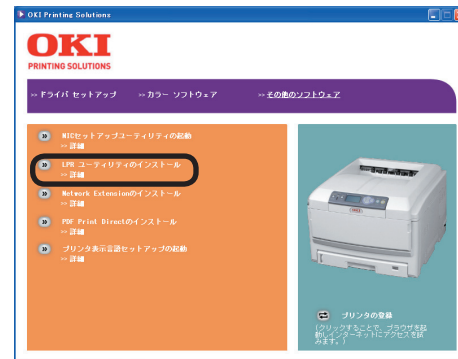 OKI Printing Solutions
OKI
PRINTING SOLUTIONS
>> ドライバ セットアップ >> カラー ソフトウェア >> その他のソフトウェア
NICセットアップユーティリティの起動
>> 詳細
LPR ユーティリティのインストール
>> 詳細
Network Extensionのインストール
>> 詳細
PDF Print Directのインストール
>> 詳細
プリンタ表示言語セットアップの起動
>> 詳細
プリンタの登録
(クリックすることで、ブラウザを起
動しインターネットにアクセスを試
みます。)